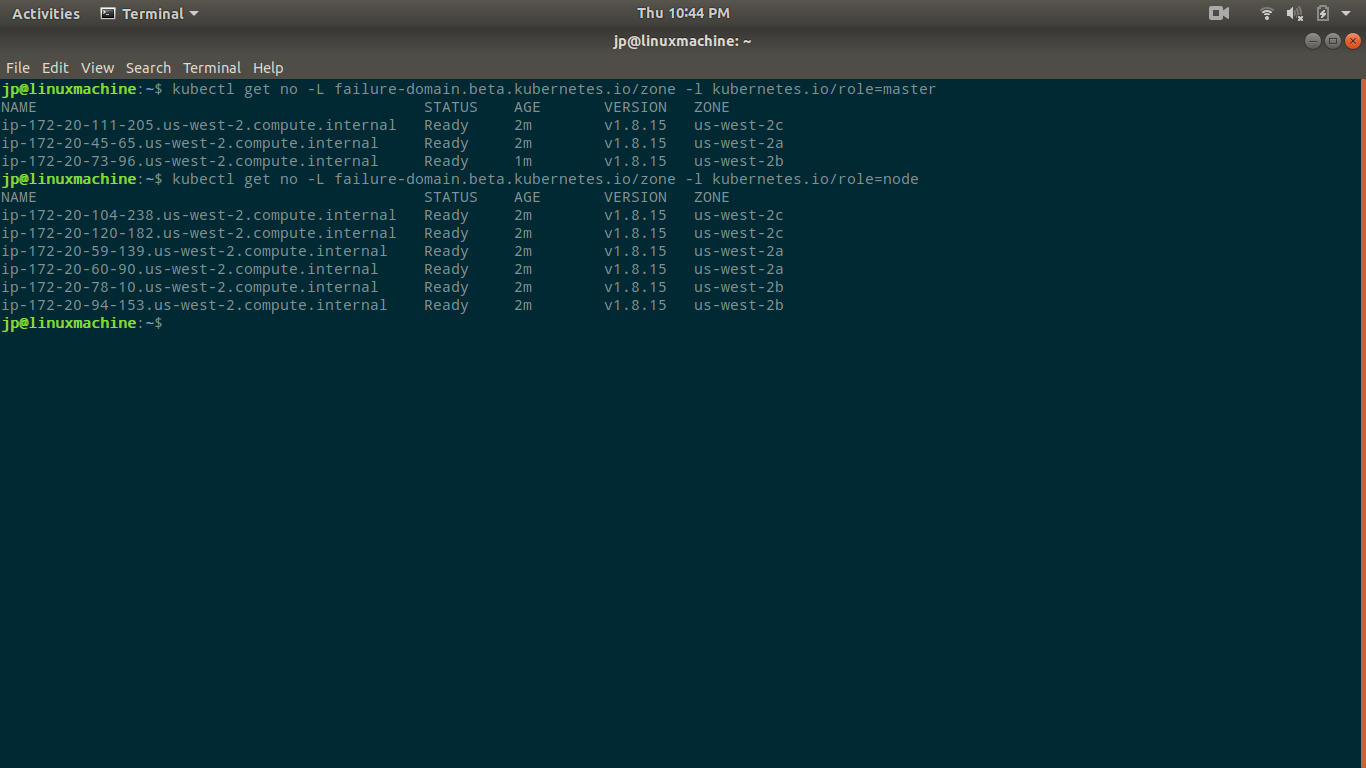 Activities Terminal Thu 10:44 PM
jp@linuxmachine: ~
File Edit View Search Terminal Help
jp@linuxmachine:~$ kubectl get no -L failure-domain.beta.kubernetes.io/zone -l kubernetes.io/role=master
NAME STATUS AGE VERSION ZONE
ip-172-20-111-205.us-west-2.compute.internal Ready 2m v1.8.15 us-west-2c
ip-172-20-45-65.us-west-2.compute.internal Ready 2m v1.8.15 us-west-2a
ip-172-20-73-96.us-west-2.compute.internal Ready 1m v1.8.15 us-west-2b
jp@linuxmachine:~$ kubectl get no -L failure-domain.beta.kubernetes.io/zone -l kubernetes.io/role=node
NAME STATUS AGE VERSION ZONE
ip-172-20-104-238.us-west-2.compute.internal Ready 2m v1.8.15 us-west-2c
ip-172-20-120-182.us-west-2.compute.internal Ready 2m v1.8.15 us-west-2c
ip-172-20-59-139.us-west-2.compute.internal Ready 2m v1.8.15 us-west-2a
ip-172-20-60-90.us-west-2.compute.internal Ready 2m v1.8.15 us-west-2a
ip-172-20-78-10.us-west-2.compute.internal Ready 2m v1.8.15 us-west-2b
ip-172-20-94-153.us-west-2.compute.internal Ready 2m v1.8.15 us-west-2b
jp@linuxmachine:~$